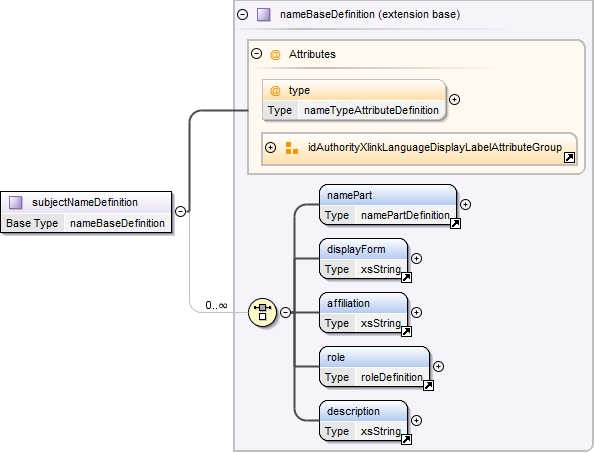 nameBaseDefinition (extension base)
@ Attributes
@ type
Type nameTypeAttributeDefinition
idAuthorityXlinkLanguageDisplayLabelAttributeGroup
subjectNameDefinition
Base Type nameBaseDefinition
0..∞
namePart
Type namePartDefinition
displayForm
Type xsString
affiliation
Type xsString
role
Type roleDefinition
description
Type xsString